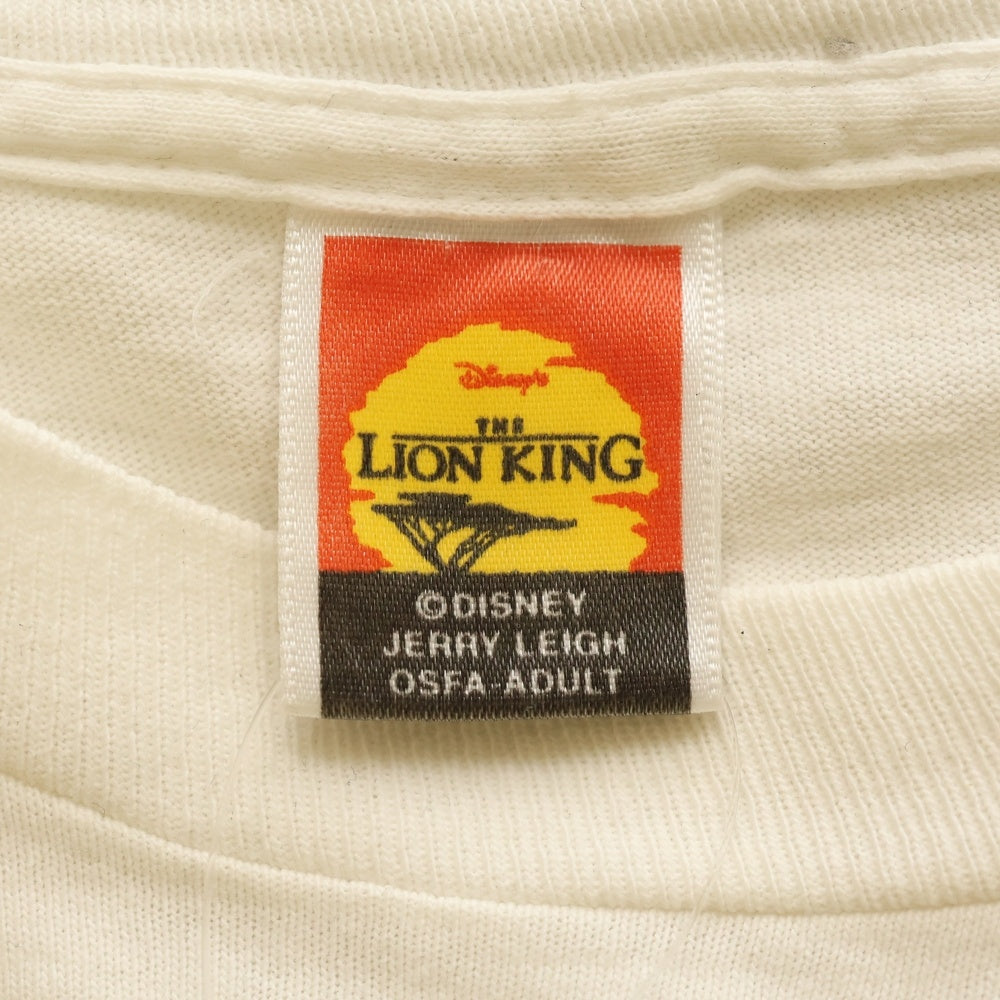 Disney's
THE
LION KING
©DISNEY
JERRY LEIGH
OSFA-ADULT